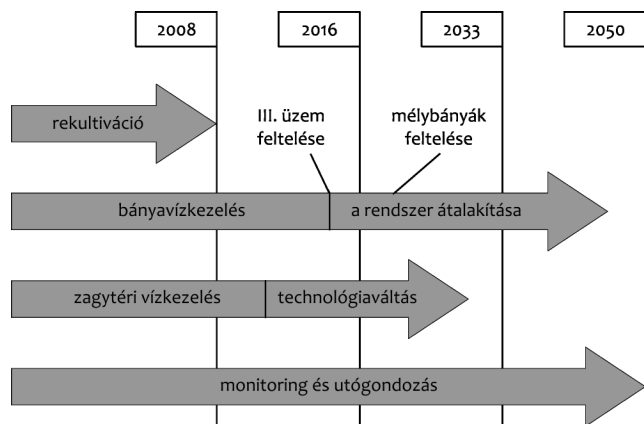 2008
2016
2033
2050
rekultiváció
III. üzem
feltelése
mélybányák
feltelése
bányavízkezelés
a rendszer átalakítása
zagytéri vízkezelés
technológiaváltás
monitoring és utógondozás